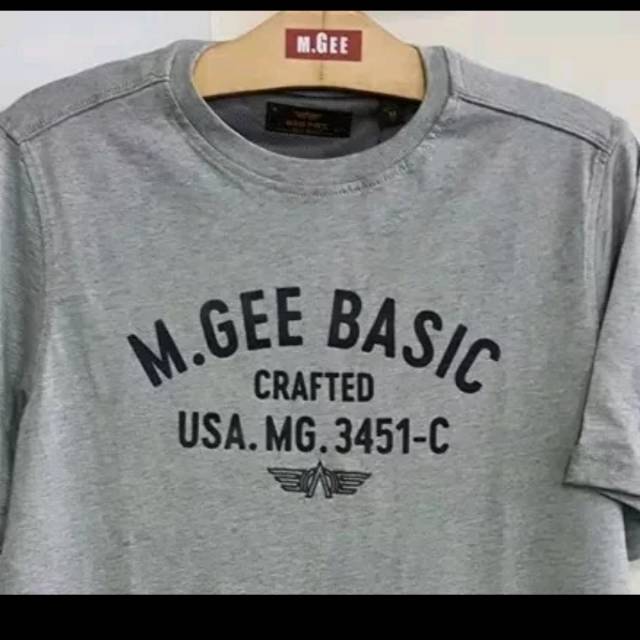 M.GEE
M.GEE BASIC
CRAFTED
USA. MG. 3451-C